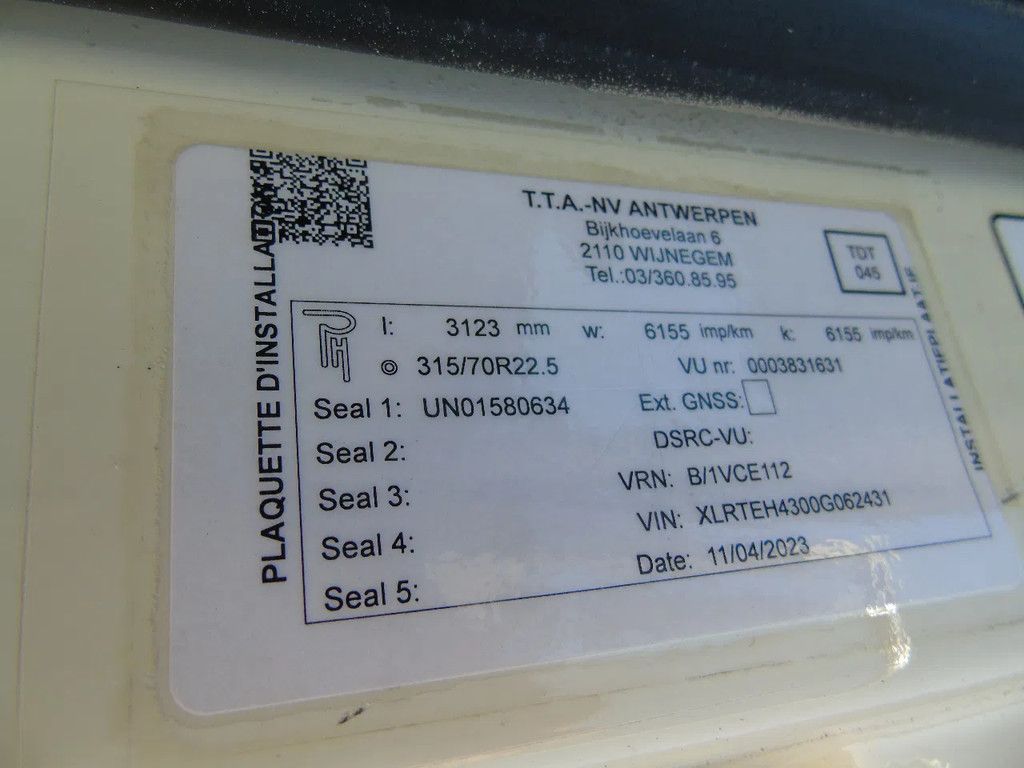 T.T.A.-NV ANTWERPEN
Bijkhoevelaan 6
2110 WIJNEGEM
Tel.:03/360.85.95
TDT
045
PLAQUETTE D'INSTALLATION
INSTALLATIEPLAATJE
l: 3123 mm w: 6155 imp/km k: 6155 imp/km
315/70R22.5 VU nr: 0003831631
Seal 1: UN01580634 Ext. GNSS:
Seal 2: DSRC-VU:
Seal 3: VRN: B/1VCE112
Seal 4: VIN: XLRTEH4300G062431
Seal 5: Date: 11/04/2023